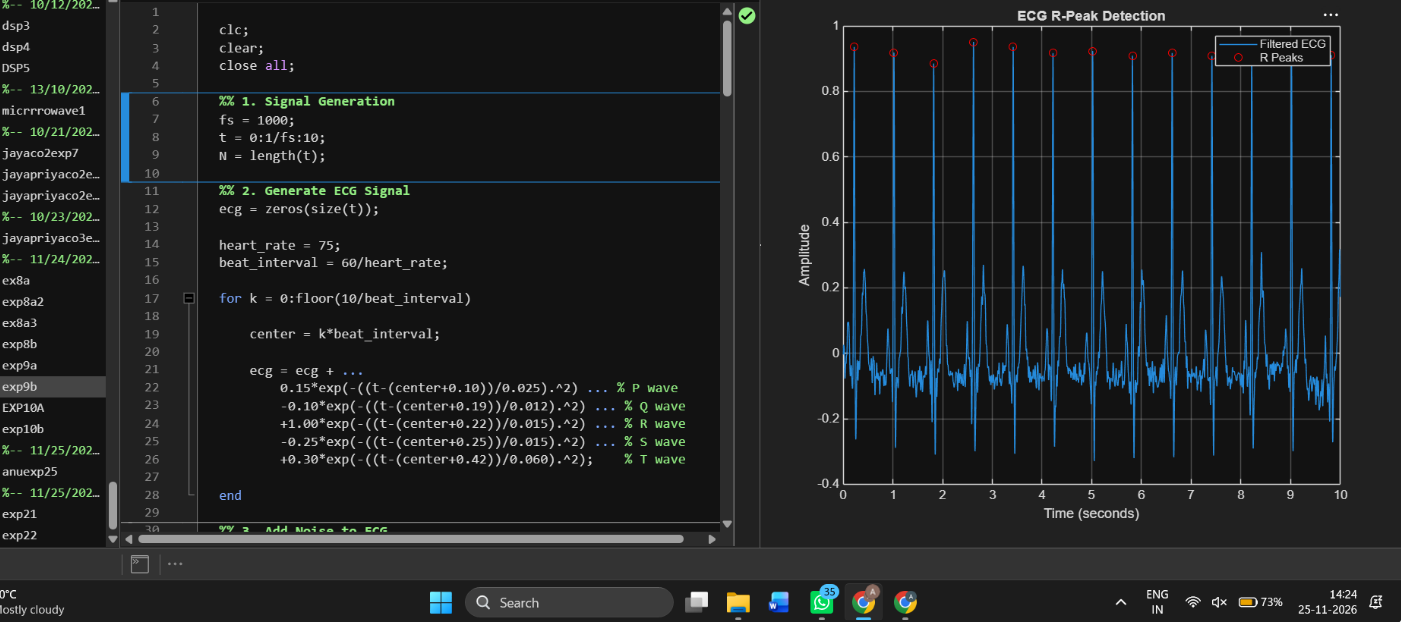 %-- 10/12/202...
dsp3
dsp4
DSP5
%-- 13/10/202...
micrrrowave1
%-- 10/21/202...
jayaco2exp7
jayapriyaco2e...
jayapriyaco2e...
%-- 10/23/202...
jayapriyaco3e...
%-- 11/24/202...
ex8a
exp8a2
ex8a3
exp8b
exp9a
exp9b
EXP10A
exp10b
%-- 11/25/202...
anuexp25
%-- 11/25/202...
exp21
exp22
1
2 clc;
3 clear;
4 close all;
5
6 %% 1. Signal Generation
7 fs = 1000;
8 t = 0:1/fs:10;
9 N = length(t);
10
11 %% 2. Generate ECG Signal
12 ecg = zeros(size(t));
13
14 heart_rate = 75;
15 beat_interval = 60/heart_rate;
16
17 for k = 0:floor(10/beat_interval)
18
19 center = k*beat_interval;
20
21 ecg = ecg + ...
22 0.15*exp(-((t-(center+0.10))/0.025).^2) ... % P wave
23 -0.10*exp(-((t-(center+0.19))/0.012).^2) ... % Q wave
24 +1.00*exp(-((t-(center+0.22))/0.015).^2) ... % R wave
25 -0.25*exp(-((t-(center+0.25))/0.015).^2) ... % S wave
26 +0.30*exp(-((t-(center+0.42))/0.060).^2); % T wave
27
28 end
29
30 %% 3. Add Noise to ECG
ECG R-Peak Detection
Filtered ECG
R Peaks
Amplitude
1
0.8
0.6
0.4
0.2
0
-0.2
-0.4
0 1 2 3 4 5 6 7 8 9 10
Time (seconds)
0°C
Mostly cloudy
Search
35
A
A
ENG
IN
73%
14:24
25-11-2026